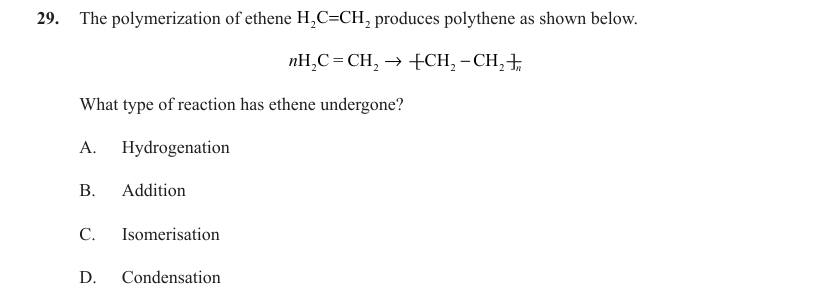 29. The polymerization of ethene H₂C=CH₂ produces polythene as shown below.
nH₂C = CH₂ → ⁅CH₂ – CH₂⁆ₙ
What type of reaction has ethene undergone?
A. Hydrogenation
B. Addition
C. Isomerisation
D. Condensation